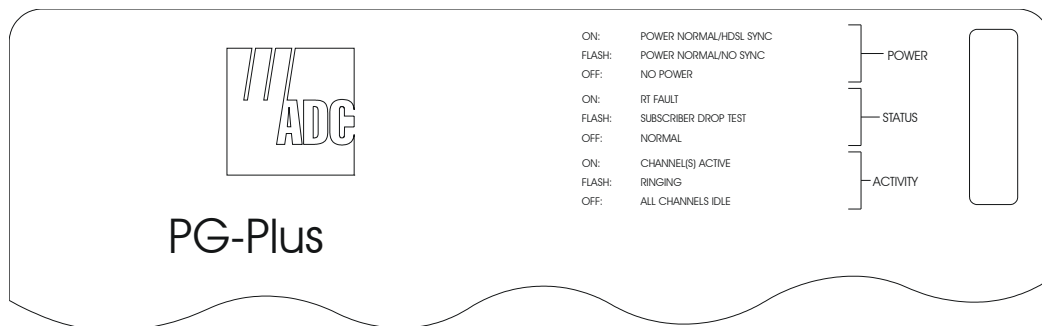 ADC
PG-Plus
ON: POWER NORMAL/HDSL SYNC
FLASH: POWER NORMAL/NO SYNC
OFF: NO POWER
POWER
ON: RT FAULT
FLASH: SUBSCRIBER DROP TEST
OFF: NORMAL
STATUS
ON: CHANNEL(S) ACTIVE
FLASH: RINGING
OFF: ALL CHANNELS IDLE
ACTIVITY